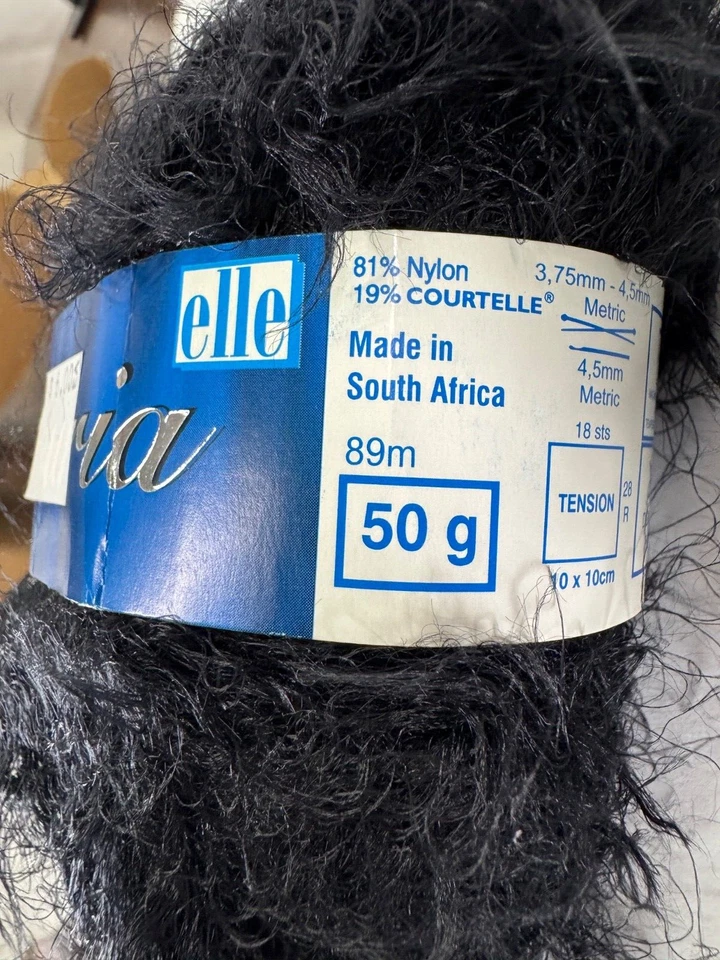 elle
81% Nylon
19% COURTELLE®
Made in
South Africa
89m
50 g
3,75mm - 4,5mm
Metric
4,5mm
Metric
18 sts
TENSION
28
R
10 x 10cm